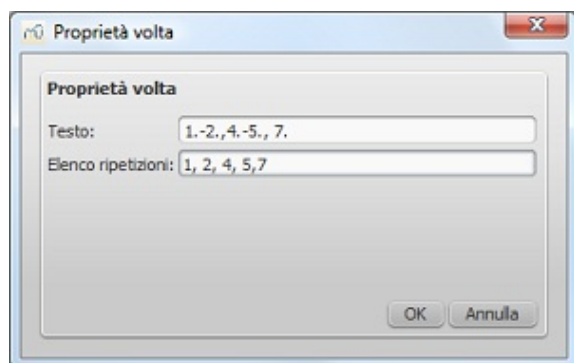 Proprietà volta
Proprietà volta
Testo: 1.-2.,4.-5., 7.
Elenco ripetizioni: 1, 2, 4, 5,7
OK Annulla